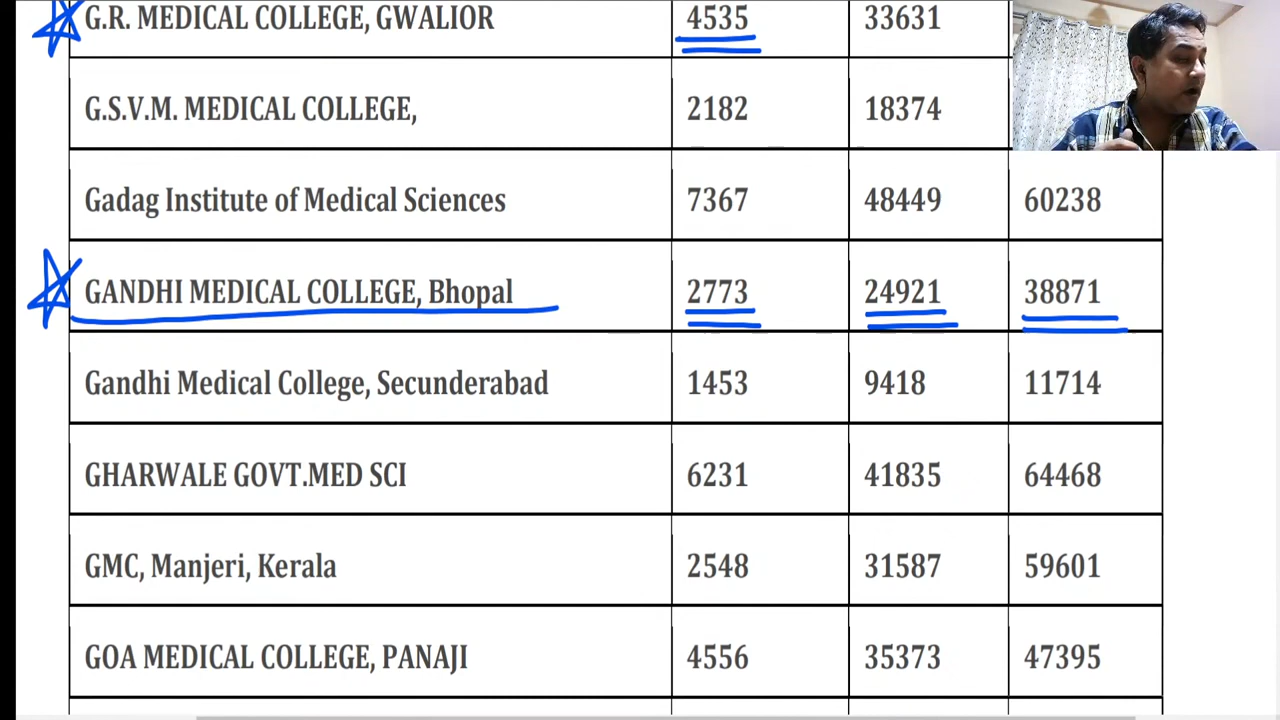 G.R. MEDICAL COLLEGE, GWALIOR 4535 33631
G.S.V.M. MEDICAL COLLEGE, 2182 18374
Gadag Institute of Medical Sciences 7367 48449 60238
GANDHI MEDICAL COLLEGE, Bhopal 2773 24921 38871
Gandhi Medical College, Secunderabad 1453 9418 11714
GHARWALE GOVT.MED SCI 6231 41835 64468
GMC, Manjeri, Kerala 2548 31587 59601
GOA MEDICAL COLLEGE, PANAJI 4556 35373 47395